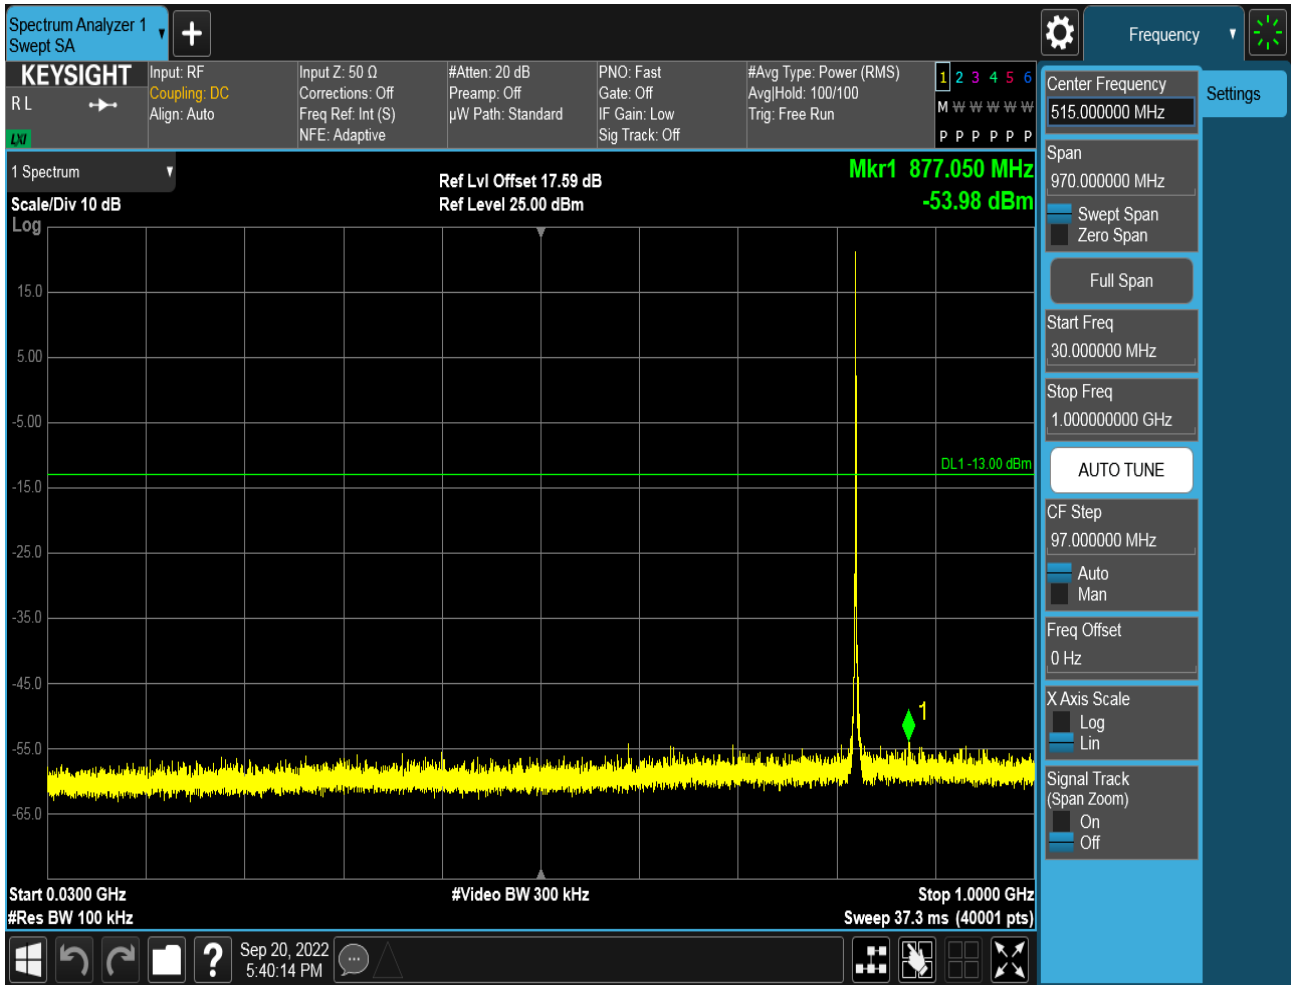 Spectrum Analyzer 1
Swept SA
Frequency
KEYSIGHT
R L
LXI
Input: RF
Coupling: DC
Align: Auto
Input Z: 50 Ω
Corrections: Off
Freq Ref: Int (S)
NFE: Adaptive
#Atten: 20 dB
Preamp: Off
µW Path: Standard
PNO: Fast
Gate: Off
IF Gain: Low
Sig Track: Off
#Avg Type: Power (RMS)
Avg|Hold: 100/100
Trig: Free Run
1 2 3 4 5 6
M W W W W W
P P P P P P
1 Spectrum
Scale/Div 10 dB
Log
Ref Lvl Offset 17.59 dB
Ref Level 25.00 dBm
Mkr1 877.050 MHz
-53.98 dBm
15.0
5.00
-5.00
-15.0
-25.0
-35.0
-45.0
-55.0
-65.0
DL1 -13.00 dBm
1
Start 0.0300 GHz
#Res BW 100 kHz
#Video BW 300 kHz
Stop 1.0000 GHz
Sweep 37.3 ms (40001 pts)
Center Frequency
515.000000 MHz
Settings
Span
970.000000 MHz
Swept Span
Zero Span
Full Span
Start Freq
30.000000 MHz
Stop Freq
1.000000000 GHz
AUTO TUNE
CF Step
97.000000 MHz
Auto
Man
Freq Offset
0 Hz
X Axis Scale
Log
Lin
Signal Track
(Span Zoom)
On
Off
?
Sep 20, 2022
5:40:14 PM